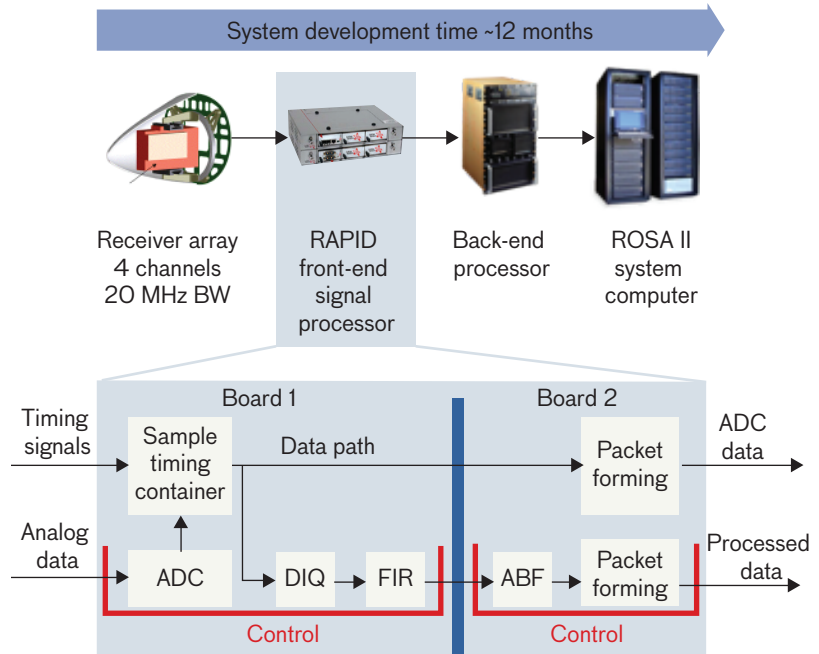 System development time ~12 months
Receiver array
4 channels
20 MHz BW
RAPID
front-end
signal
processor
Back-end
processor
ROSA II
system
computer
Board 1
Board 2
Timing
signals
Sample
timing
container
Data path
Packet
forming
ADC
data
Analog
data
ADC
DIQ
FIR
ABF
Packet
forming
Processed
data
Control
Control